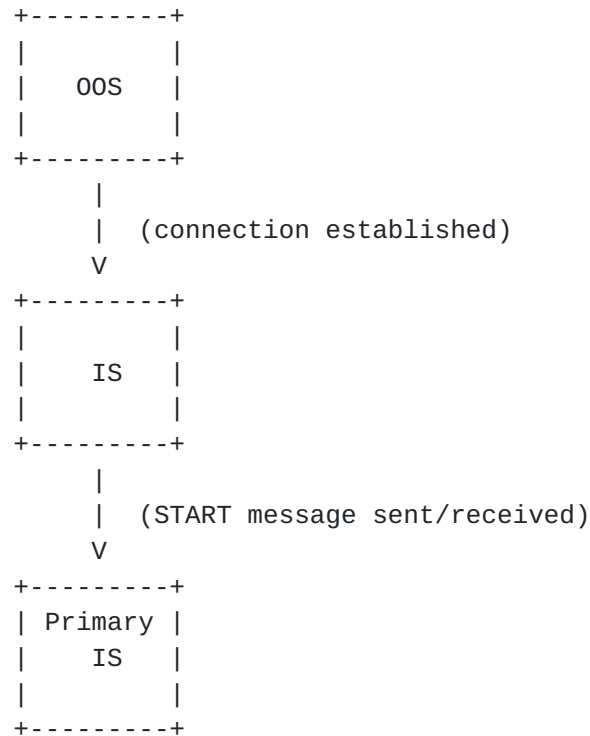 OOS
(connection established)
V
IS
(START message sent/received)
V
Primary
IS